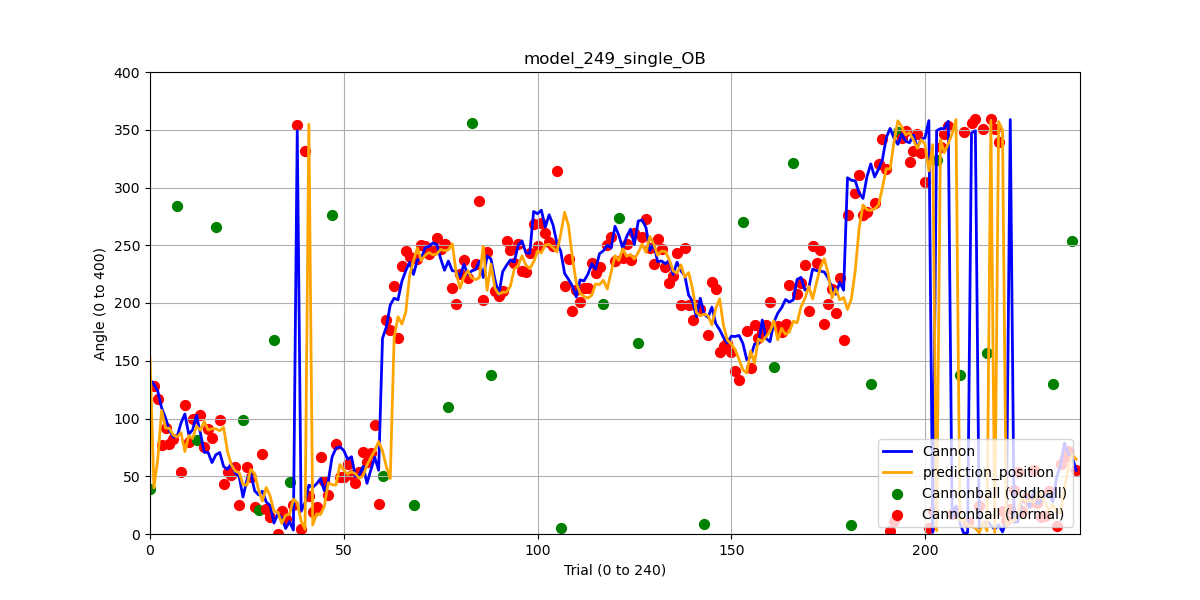 model_249_single_OB
400
350
300
250
200
150
100
50
0
Angle (0 to 400)
0 50 100 150 200
Trial (0 to 240)
Cannon
prediction_position
Cannonball (oddball)
Cannonball (normal)